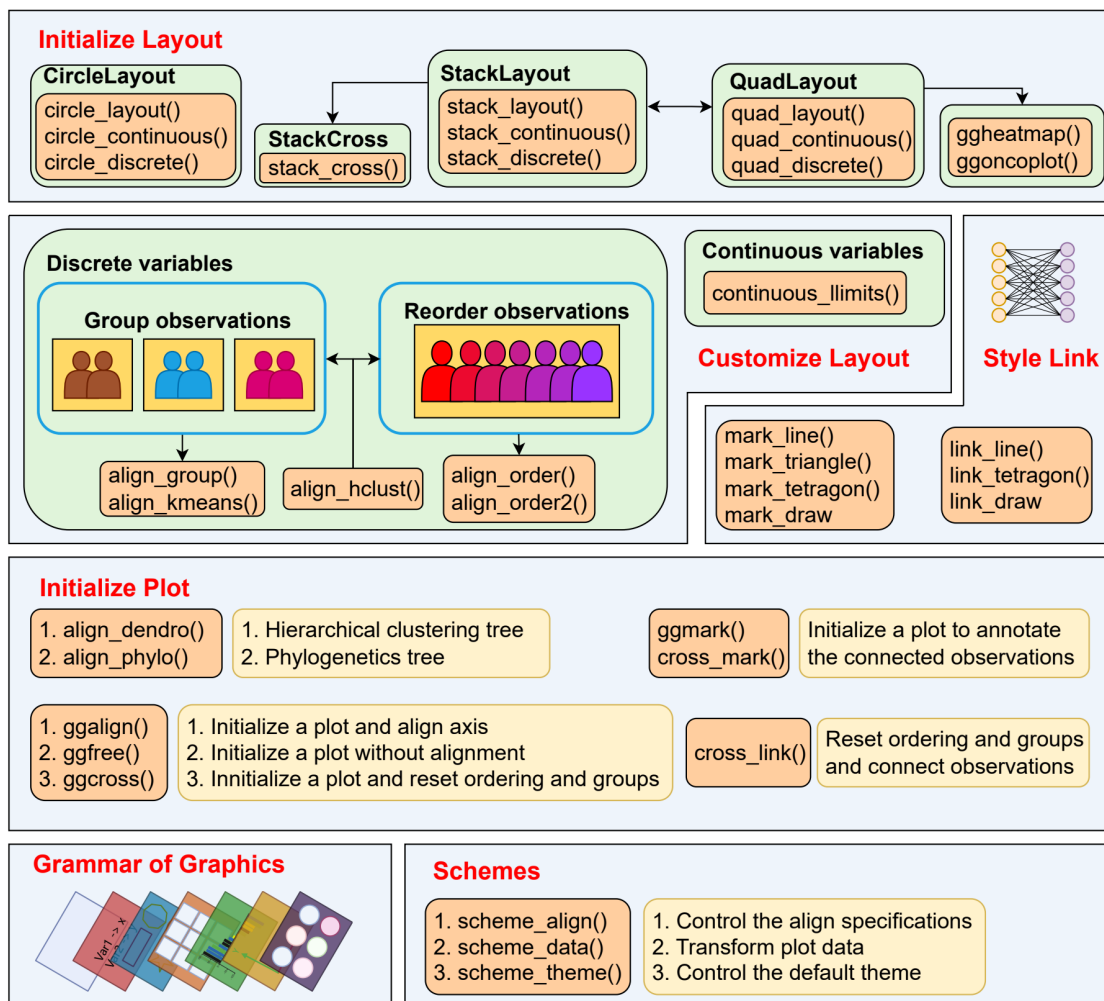 Initialize Layout
CircleLayout
circle_layout()
circle_continuous()
circle_discrete()
StackCross
stack_cross()
StackLayout
stack_layout()
stack_continuous()
stack_discrete()
QuadLayout
quad_layout()
quad_continuous()
quad_discrete()
ggheatmap()
ggoncoplot()
Discrete variables
Group observations
Reorder observations
align_group()
align_kmeans()
align_hclust()
align_order()
align_order2()
Continuous variables
continuous_llimits()
Customize Layout
Style Link
mark_line()
mark_triangle()
mark_tetragon()
mark_draw
link_line()
link_tetragon()
link_draw
Initialize Plot
1. align_dendro()
2. align_phylo()
1. Hierarchical clustering tree
2. Phylogenetics tree
ggmark()
cross_mark()
Initialize a plot to annotate
the connected observations
1. ggalign()
2. ggfree()
3. ggcross()
1. Initialize a plot and align axis
2. Initialize a plot without alignment
3. Innitialize a plot and reset ordering and groups
cross_link()
Reset ordering and groups
and connect observations
Grammar of Graphics
Var1 -> x
Schemes
1. scheme_align()
2. scheme_data()
3. scheme_theme()
1. Control the align specifications
2. Transform plot data
3. Control the default theme